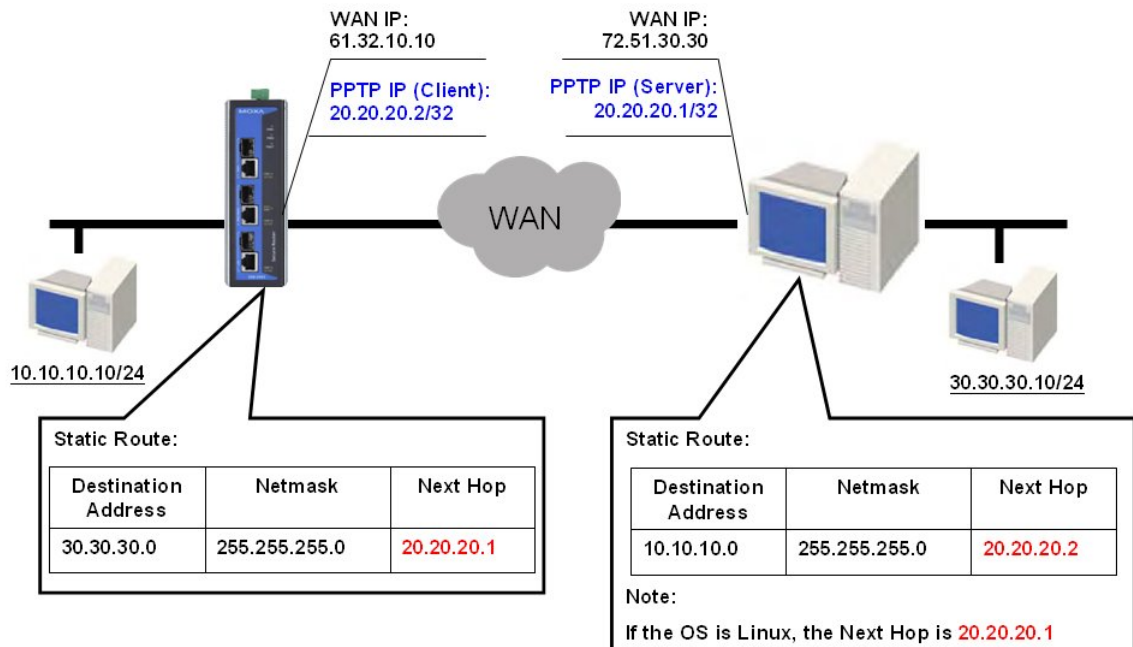 WAN IP:
61.32.10.10
PPTP IP (Client):
20.20.20.2/32
WAN IP:
72.51.30.30
PPTP IP (Server):
20.20.20.1/32
MOXA
WAN
10.10.10.10/24
30.30.30.10/24
Static Route:
Destination Address Netmask Next Hop
30.30.30.0 255.255.255.0 20.20.20.1
Static Route:
Destination Address Netmask Next Hop
10.10.10.0 255.255.255.0 20.20.20.2
Note:
If the OS is Linux, the Next Hop is 20.20.20.1